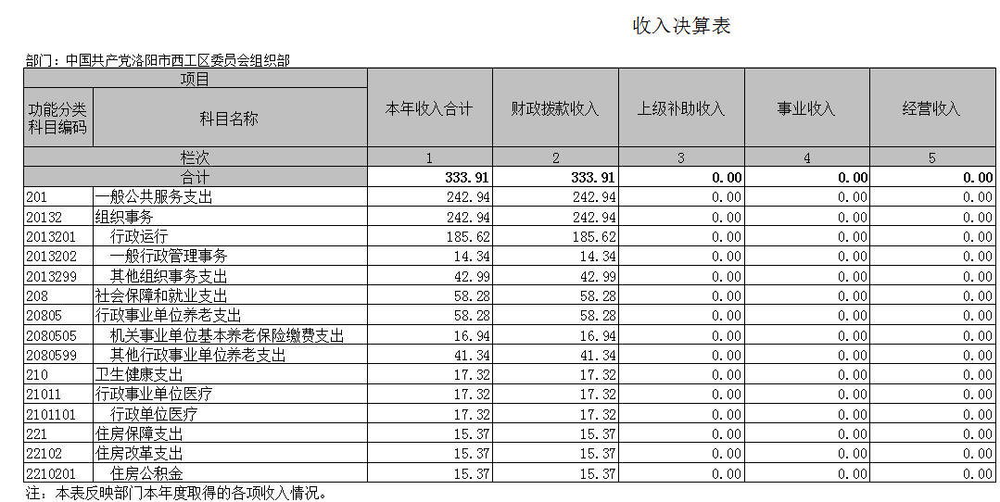 收入决算表
部门：中国共产党洛阳市西工区委员会组织部
项目
功能分类科目编码 科目名称 本年收入合计 财政拨款收入 上级补助收入 事业收入 经营收入
栏次 1 2 3 4 5
合计 333.91 333.91 0.00 0.00 0.00
201 一般公共服务支出 242.94 242.94 0.00 0.00 0.00
20132 组织事务 242.94 242.94 0.00 0.00 0.00
2013201 行政运行 185.62 185.62 0.00 0.00 0.00
2013202 一般行政管理事务 14.34 14.34 0.00 0.00 0.00
2013299 其他组织事务支出 42.99 42.99 0.00 0.00 0.00
208 社会保障和就业支出 58.28 58.28 0.00 0.00 0.00
20805 行政事业单位养老支出 58.28 58.28 0.00 0.00 0.00
2080505 机关事业单位基本养老保险缴费支出 16.94 16.94 0.00 0.00 0.00
2080599 其他行政事业单位养老支出 41.34 41.34 0.00 0.00 0.00
210 卫生健康支出 17.32 17.32 0.00 0.00 0.00
21011 行政事业单位医疗 17.32 17.32 0.00 0.00 0.00
2101101 行政单位医疗 17.32 17.32 0.00 0.00 0.00
221 住房保障支出 15.37 15.37 0.00 0.00 0.00
22102 住房改革支出 15.37 15.37 0.00 0.00 0.00
2210201 住房公积金 15.37 15.37 0.00 0.00 0.00
注：本表反映部门本年度取得的各项收入情况。